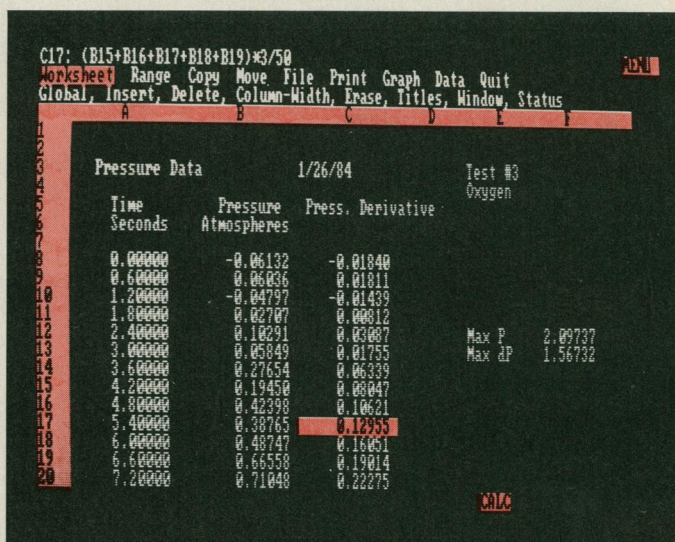 C17: (B15+B16+B17+B18+B19)*3/50 MENU
Worksheet Range Copy Move File Print Graph Data Quit
Global, Insert, Delete, Column-Width, Erase, Titles, Window, Status
A B C D E F
1
2
3 Pressure Data 1/26/84 Test #3
4 Oxygen
5 Time Pressure Press. Derivative
6 Seconds Atmospheres
7
8 0.00000 -0.06132 -0.01840
9 0.60000 0.06036 0.01811
10 1.20000 -0.04797 -0.01439
11 1.80000 0.02707 0.00812
12 2.40000 0.10291 0.03087 Max P 2.09737
13 3.00000 0.05849 0.01755 Max dP 1.56732
14 3.60000 0.27654 0.06339
15 4.20000 0.19450 0.08047
16 4.80000 0.42398 0.10621
17 5.40000 0.38765 0.12955
18 6.00000 0.48747 0.16051
19 6.60000 0.66558 0.19014
20 7.20000 0.71048 0.22275
CALC